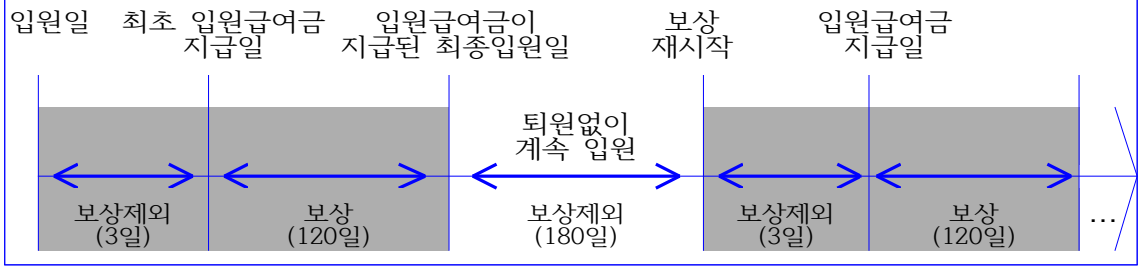 입원일 최초 입원급여금 입원급여금이 보상 입원급여금
지급일 지급된 최종입원일 재시작 지급일
퇴원없이
계속 입원
보상제외 보상 보상제외 보상제외 보상
(3일) (120일) (180일) (3일) (120일) ...